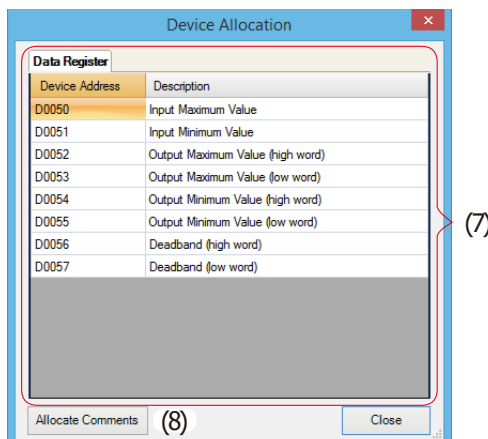 Device Allocation
Data Register
Device Address Description
D0050 Input Maximum Value
D0051 Input Minimum Value
D0052 Output Maximum Value (high word)
D0053 Output Maximum Value (low word)
D0054 Output Minimum Value (high word)
D0055 Output Minimum Value (low word)
D0056 Deadband (high word)
D0057 Deadband (low word)
(7)
Allocate Comments (8) Close